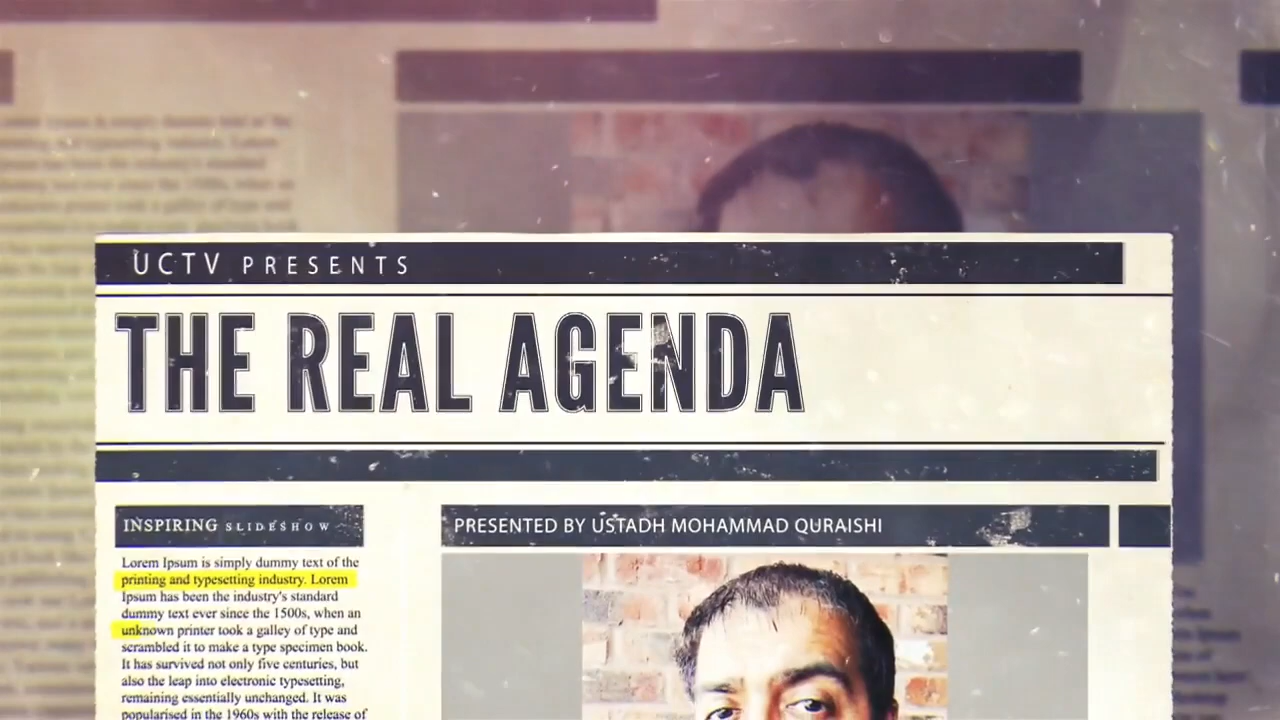 UCTV PRESENTS
THE REAL AGENDA
INSPIRING SLIDESHOW
Lorem Ipsum is simply dummy text of the
printing and typesetting industry. Lorem
Ipsum has been the industry's standard
dummy text ever since the 1500s, when an
unknown printer took a galley of type and
scrambled it to make a type specimen book.
It has survived not only five centuries, but
also the leap into electronic typesetting,
remaining essentially unchanged. It was
popularised in the 1960s with the release of
PRESENTED BY USTADH MOHAMMAD QURAISHI